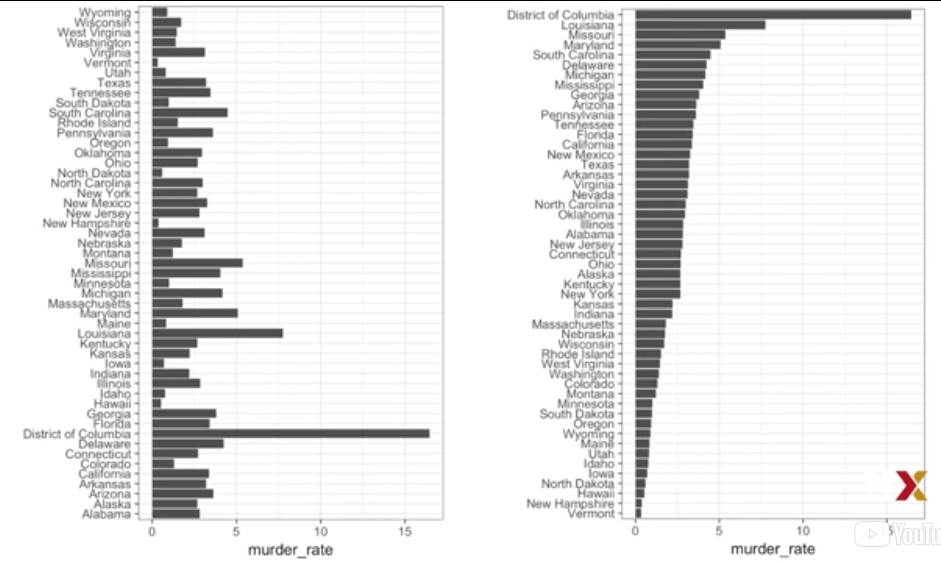 Wyoming
Wisconsin
West Virginia
Washington
Virginia
Vermont
Utah
Texas
Tennessee
South Dakota
South Carolina
Rhode Island
Pennsylvania
Oregon
Oklahoma
Ohio
North Dakota
North Carolina
New York
New Mexico
New Jersey
New Hampshire
Nevada
Nebraska
Montana
Missouri
Mississippi
Minnesota
Michigan
Massachusetts
Maryland
Maine
Louisiana
Kentucky
Kansas
Iowa
Indiana
Illinois
Idaho
Hawaii
Georgia
Florida
District of Columbia
Delaware
Connecticut
Colorado
California
Arkansas
Arizona
Alaska
Alabama
0 5 10 15
murder_rate
District of Columbia
Louisiana
Missouri
Maryland
South Carolina
Delaware
Michigan
Mississippi
Georgia
Arizona
Pennsylvania
Tennessee
Florida
California
New Mexico
Texas
Arkansas
Virginia
Nevada
North Carolina
Oklahoma
Illinois
Alabama
New Jersey
Connecticut
Ohio
Alaska
Kentucky
New York
Kansas
Indiana
Massachusetts
Nebraska
Wisconsin
Rhode Island
West Virginia
Washington
Colorado
Montana
Minnesota
South Dakota
Oregon
Wyoming
Maine
Utah
Idaho
Iowa
North Dakota
Hawaii
New Hampshire
Vermont
0 5 10
murder_rate
YouTu